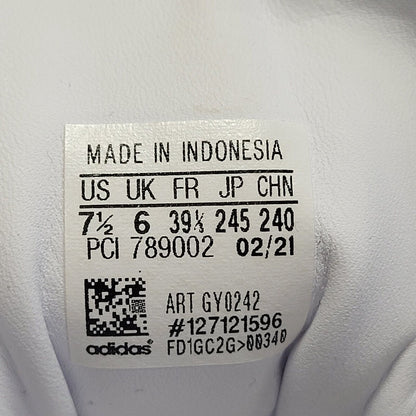 MADE IN INDONESIA
US UK FR JP CHN
7½ 6 39⅓ 245 240
PCI 789002 02/21
ART GY0242
#127121596
adidas FD1GC2G>00340